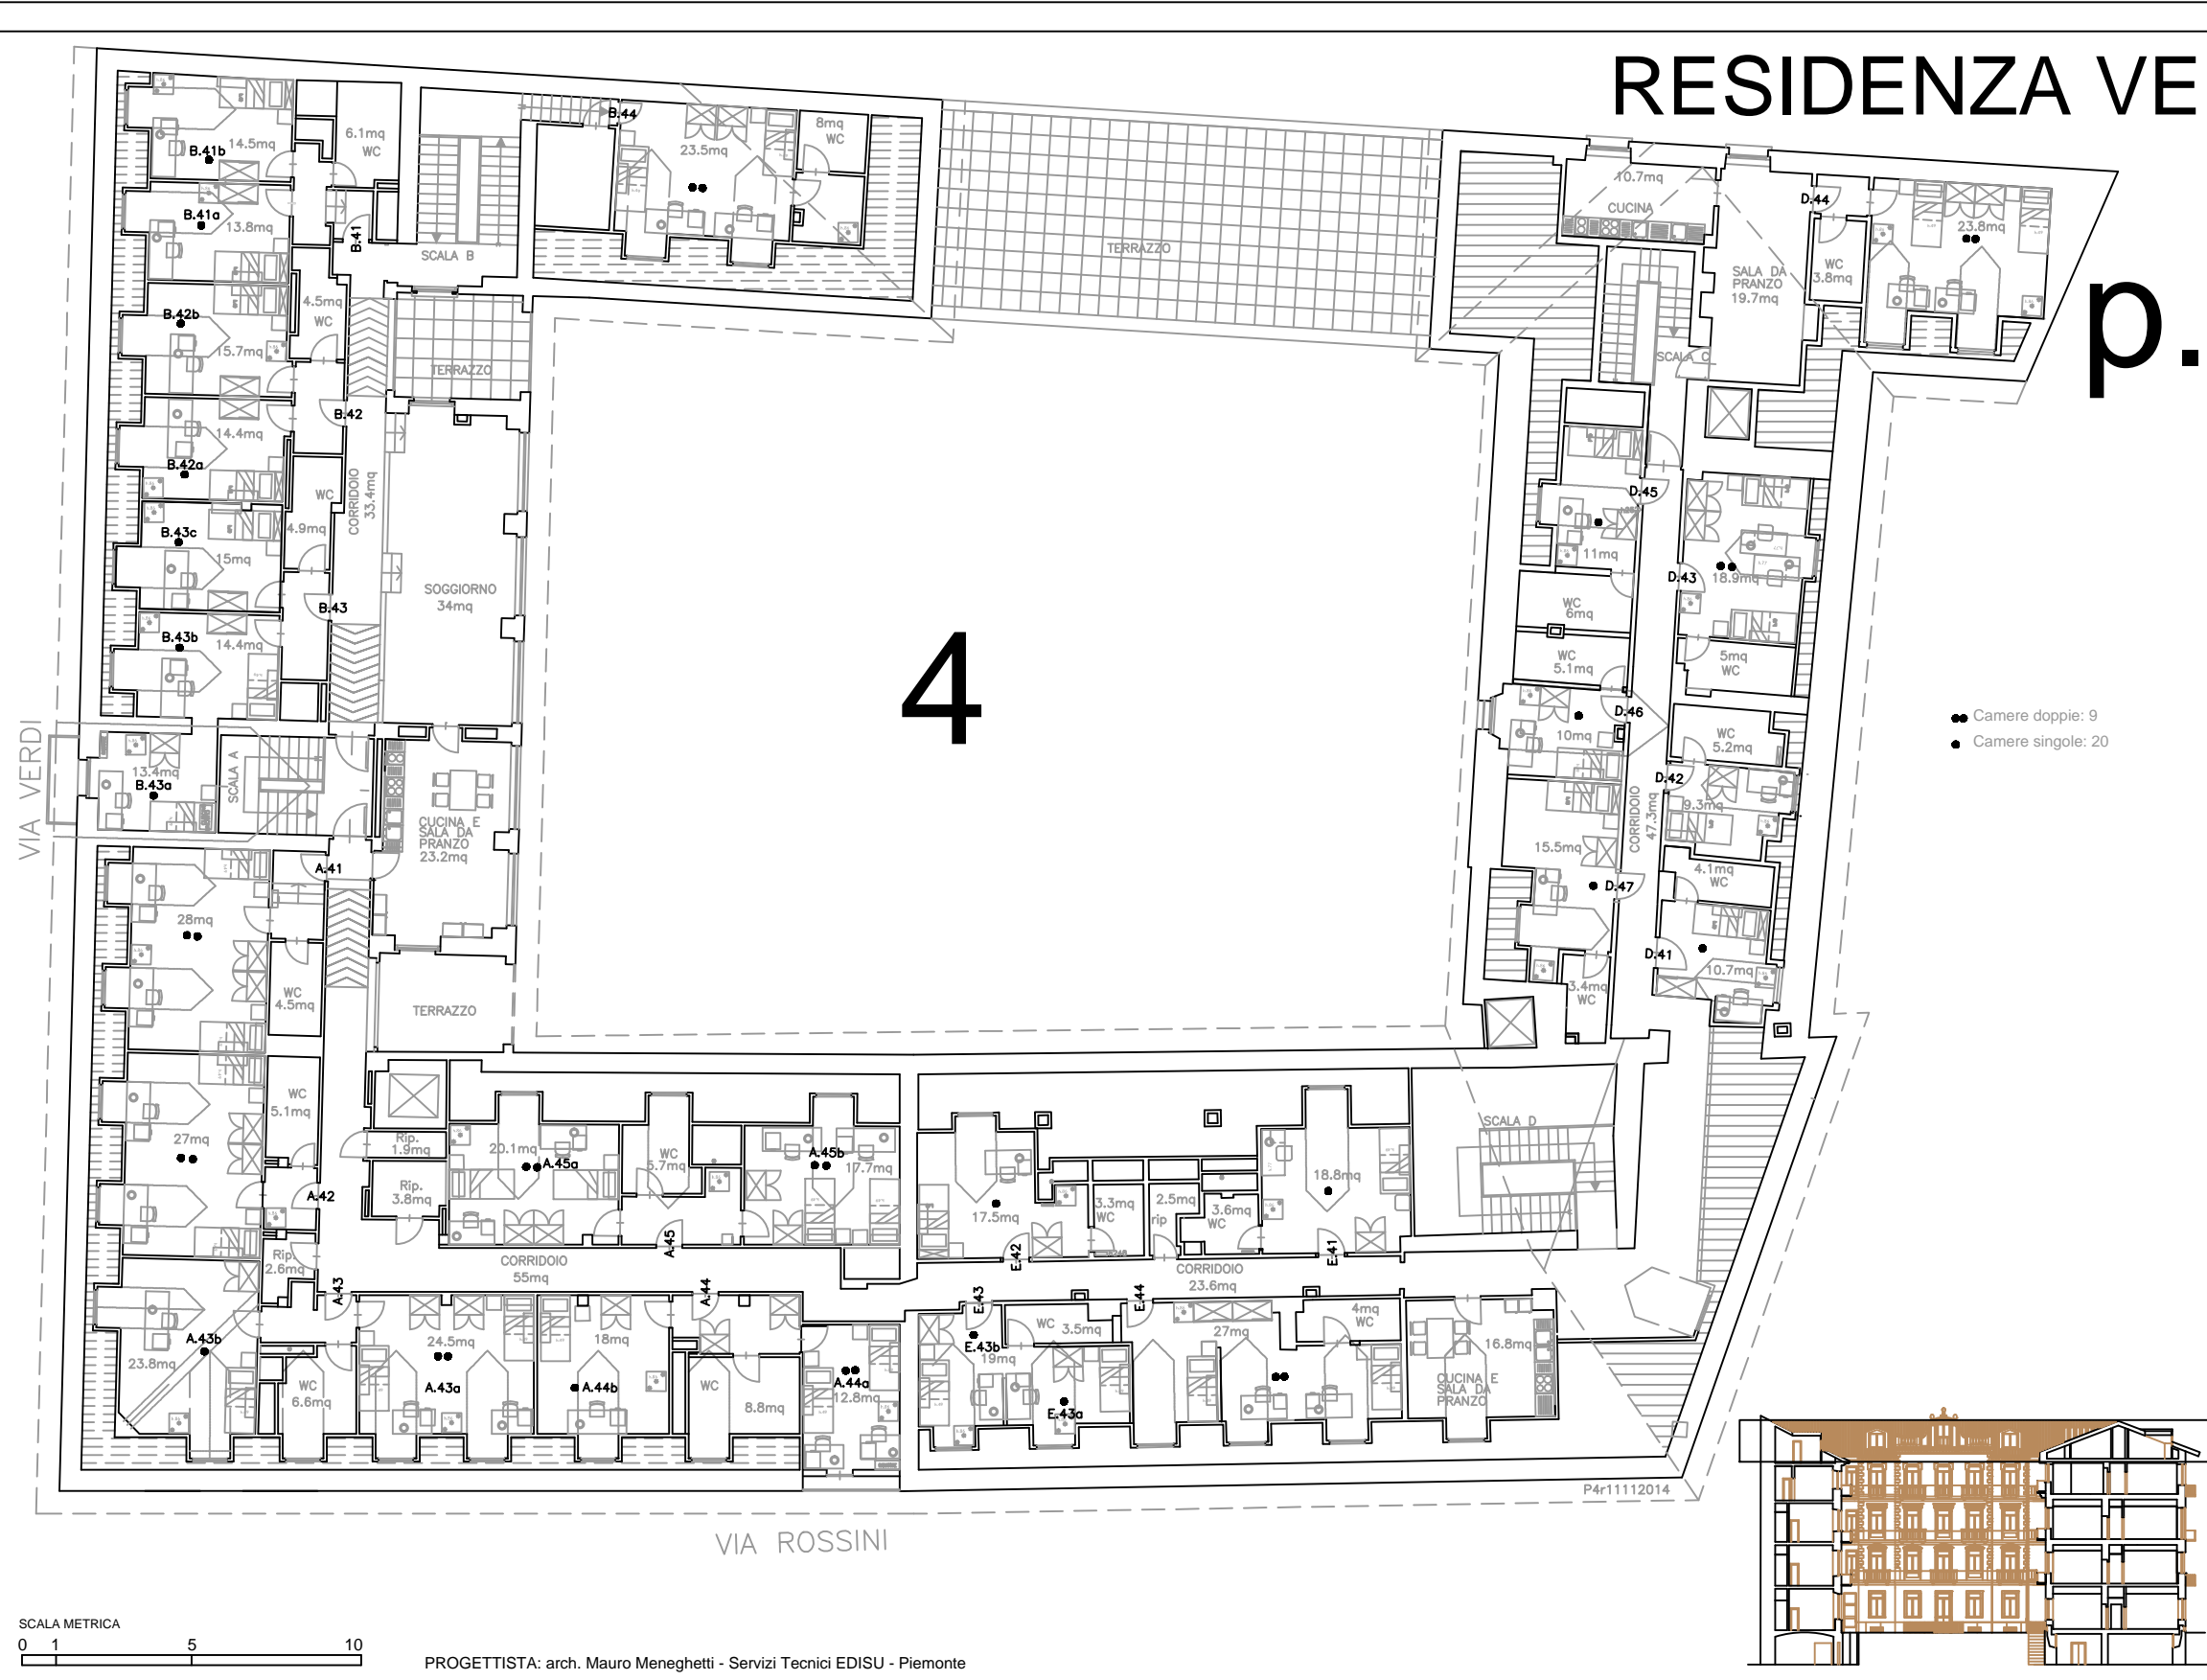 RESIDENZA VE
p.
4
B.41b
14.5mq
6.1mq
WC
B.41a
13.8mq
B.41
SCALA B
B.44
23.5mq
8mq
WC
TERRAZZO
10.7mq
CUCINA
D.44
23.8mq
WC
3.8mq
SALA DA
PRANZO
19.7mq
SCALA C
B.42b
15.7mq
4.5mq
WC
TERRAZZO
B.42
14.4mq
B.42a
WC
4.9mq
CORRIDOIO
33.4mq
B.43c
15mq
B.43
SOGGIORNO
34mq
B.43b
14.4mq
D.45
11mq
D.43
18.9mq
WC
6mq
WC
5.1mq
5mq
WC
D.46
10mq
WC
5.2mq
D.42
9.3mq
CORRIDOIO
47.3mq
15.5mq
D.47
4.1mq
WC
D.41
10.7mq
3.4mq
WC
Camere doppie: 9
Camere singole: 20
VIA VERDI
13.4mq
B.43a
SCALA A
CUCINA E
SALA DA
PRANZO
23.2mq
A.41
28mq
WC
4.5mq
TERRAZZO
WC
5.1mq
27mq
A.42
Rip.
1.9mq
Rip.
3.8mq
20.1mq
A.45a
WC
5.7mq
A.45b
17.7mq
A.45
Rip.
2.6mq
CORRIDOIO
55mq
A.43
A.44
A.43b
23.8mq
WC
6.6mq
24.5mq
A.43a
18mq
A.44b
WC
8.8mq
A.44a
12.8mq
17.5mq
3.3mq
WC
2.5mq
rip
3.6mq
WC
18.8mq
SCALA D
E.42
E.41
CORRIDOIO
23.6mq
E.43
E.44
E.43b
19mq
WC
3.5mq
E.43a
27mq
4mq
WC
16.8mq
CUCINA E
SALA DA
PRANZO
P4r11112014
VIA ROSSINI
SCALA METRICA
0 1 5 10
PROGETTISTA: arch. Mauro Meneghetti - Servizi Tecnici EDISU - Piemonte